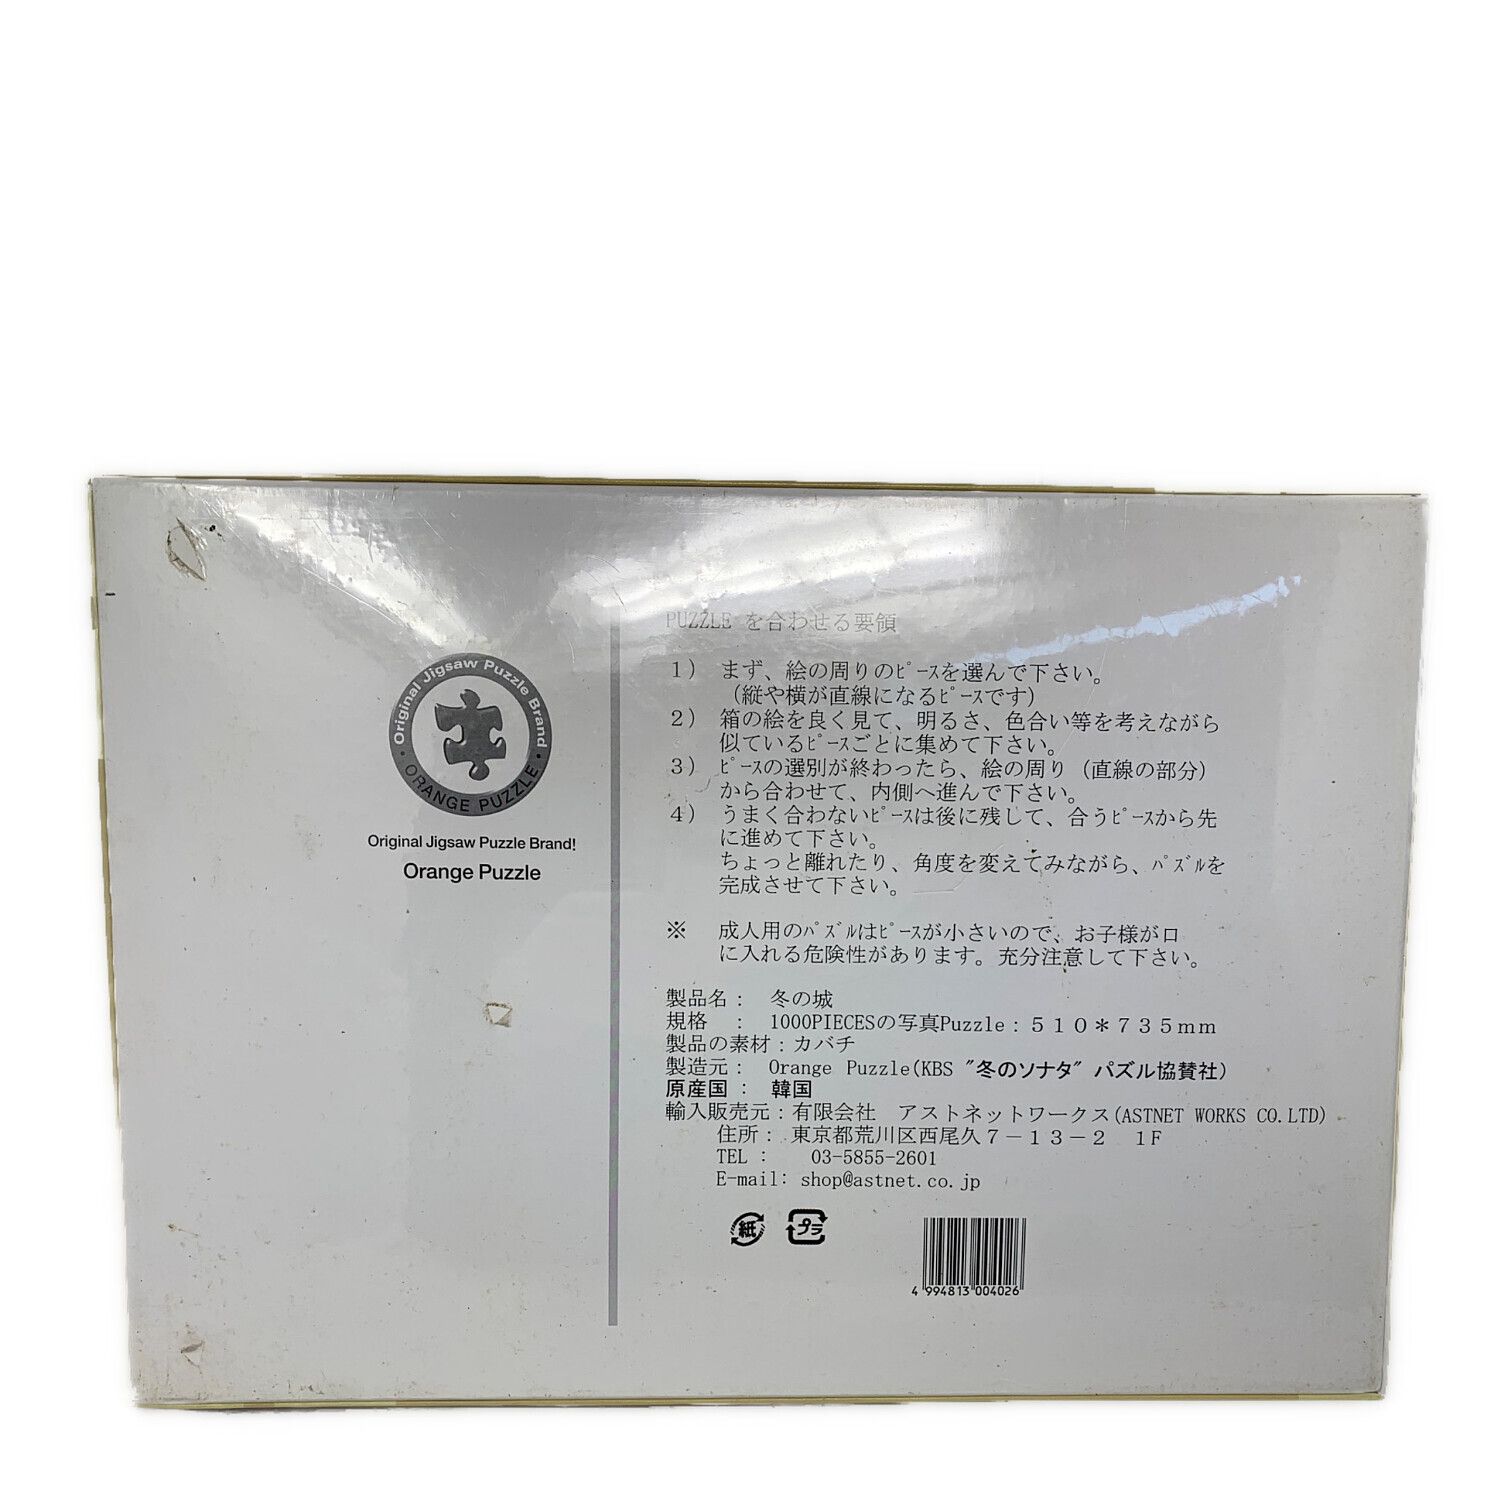 Original Jigsaw Puzzle Brand
ORANGE PUZZLE
Original Jigsaw Puzzle Brand!
Orange Puzzle
PUZZLE を合わせる要領
1) まず、絵の周りのﾋﾟｰｽを選んで下さい。
(縦や横が直線になるﾋﾟｰｽです)
2) 箱の絵を良く見て、明るさ、色合い等を考えながら
似ているﾋﾟｰｽごとに集めて下さい。
3) ﾋﾟｰｽの選別が終わったら、絵の周り (直線の部分)
から合わせて、内側へ進んで下さい。
4) うまく合わないﾋﾟｰｽは後に残して、合うﾋﾟｰｽから先
に進めて下さい。
ちょっと離れたり、角度を変えてみながら、ﾊﾟｽﾞﾙを
完成させて下さい。
※ 成人用のﾊﾟｽﾞﾙはﾋﾟｰｽが小さいので、お子様が口
に入れる危険性があります。充分注意して下さい。
製品名： 冬の城
規格 ： 1000PIECESの写真Puzzle：５１０＊７３５ｍｍ
製品の素材：カバチ
製造元： Orange Puzzle(KBS "冬のソナタ" パズル協賛社)
原産国： 韓国
輸入販売元：有限会社 アストネットワークス(ASTNET WORKS CO.LTD)
住所： 東京都荒川区西尾久７－１３－２ １Ｆ
TEL： 03-5855-2601
E-mail: shop@astnet.co.jp
紙 プラ
4 994813 004026